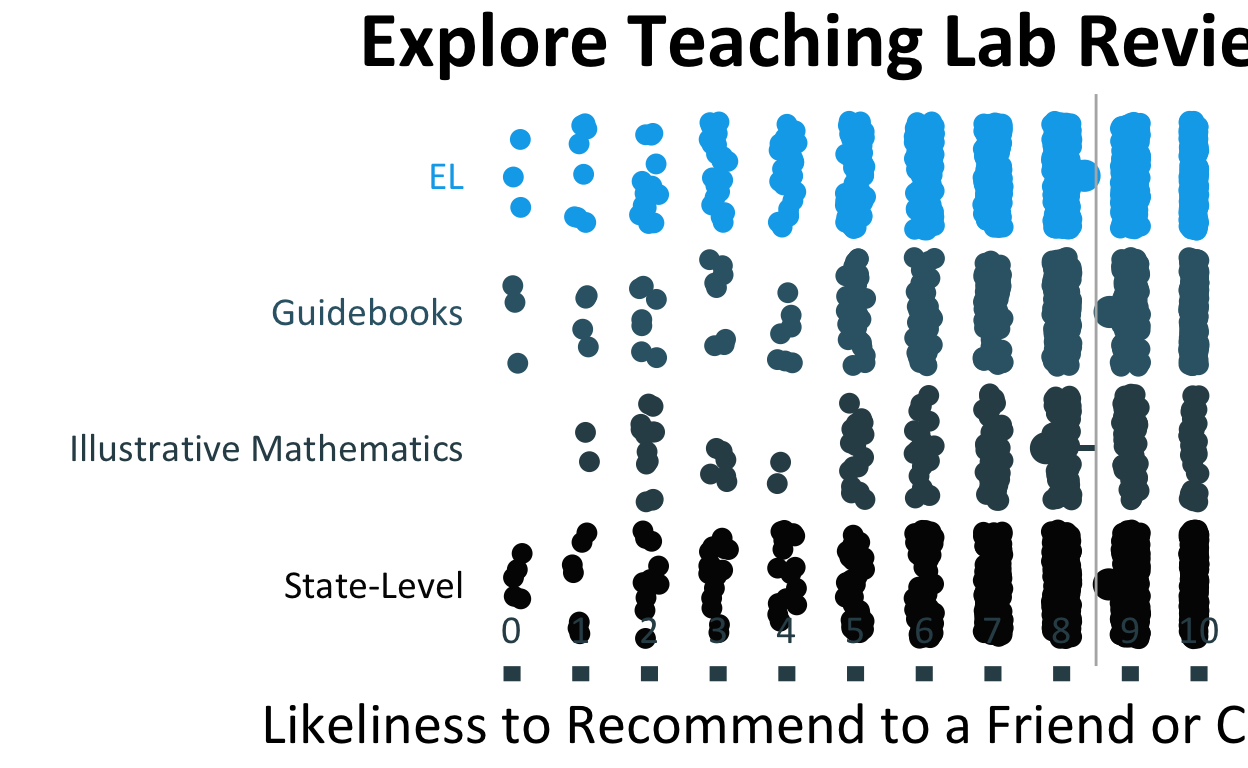 Explore Teaching Lab Revie
EL
Guidebooks
Illustrative Mathematics
State-Level
0 1 2 3 4 5 6 7 8 9 10
Likeliness to Recommend to a Friend or C